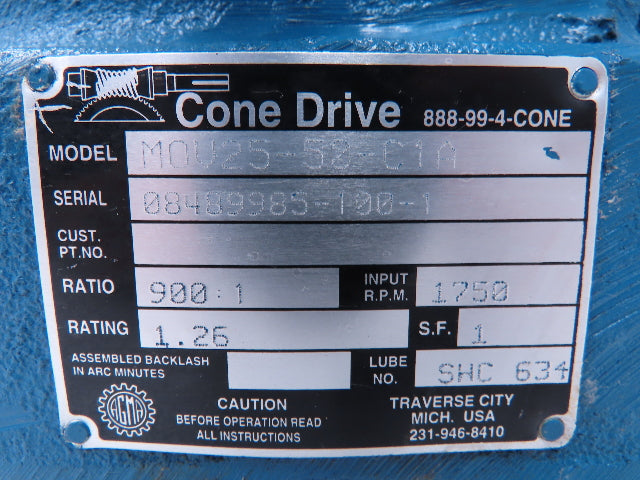 Cone Drive 888-99-4-CONE
MODEL MOV25-50-C1A
SERIAL 08489985-100-1
CUST. PT.NO.
RATIO 900:1 INPUT R.P.M. 1750
RATING 1.26 S.F. 1
ASSEMBLED BACKLASH IN ARC MINUTES LUBE NO. SHC 634
AGMA
CAUTION
BEFORE OPERATION READ
ALL INSTRUCTIONS
TRAVERSE CITY
MICH. USA
231-946-8410